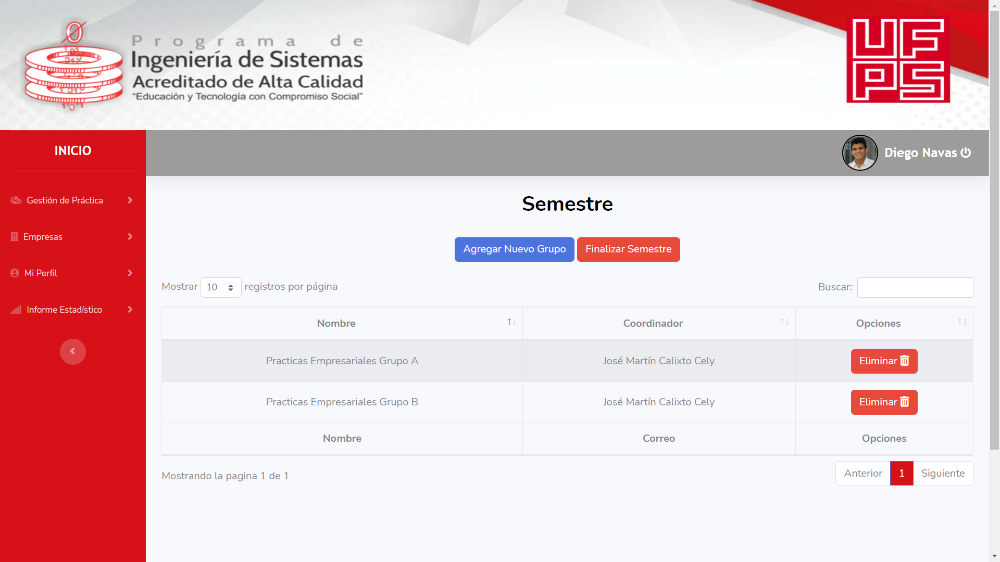 Programa de
Ingeniería de Sistemas
Acreditado de Alta Calidad
“Educación y Tecnología con Compromiso Social”
UFPS
INICIO
Diego Navas
Gestión de Práctica
Empresas
Mi Perfil
Informe Estadístico
Semestre
Agregar Nuevo Grupo Finalizar Semestre
Mostrar 10 registros por página Buscar:
Nombre Coordinador Opciones
Practicas Empresariales Grupo A José Martín Calixto Cely Eliminar
Practicas Empresariales Grupo B José Martín Calixto Cely Eliminar
Nombre Correo Opciones
Mostrando la pagina 1 de 1 Anterior 1 Siguiente